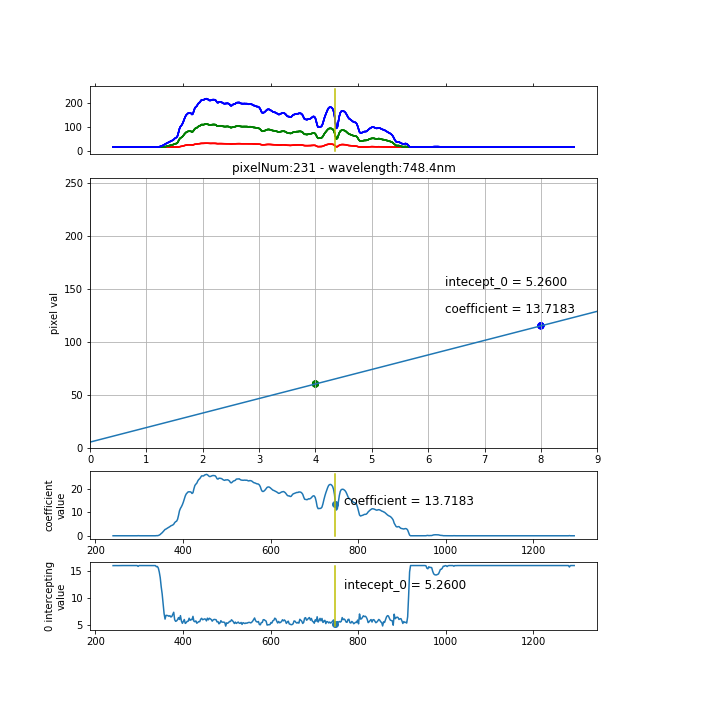 200
100
0
pixelNum:231 - wavelength:748.4nm
250
200
150
100
50
0
pixel val
intecept_0 = 5.2600
coefficient = 13.7183
0 1 2 3 4 5 6 7 8 9
coefficient
value
20
10
0
coefficient = 13.7183
200 400 600 800 1000 1200
0 intercepting
value
15
10
5
intecept_0 = 5.2600
200 400 600 800 1000 1200